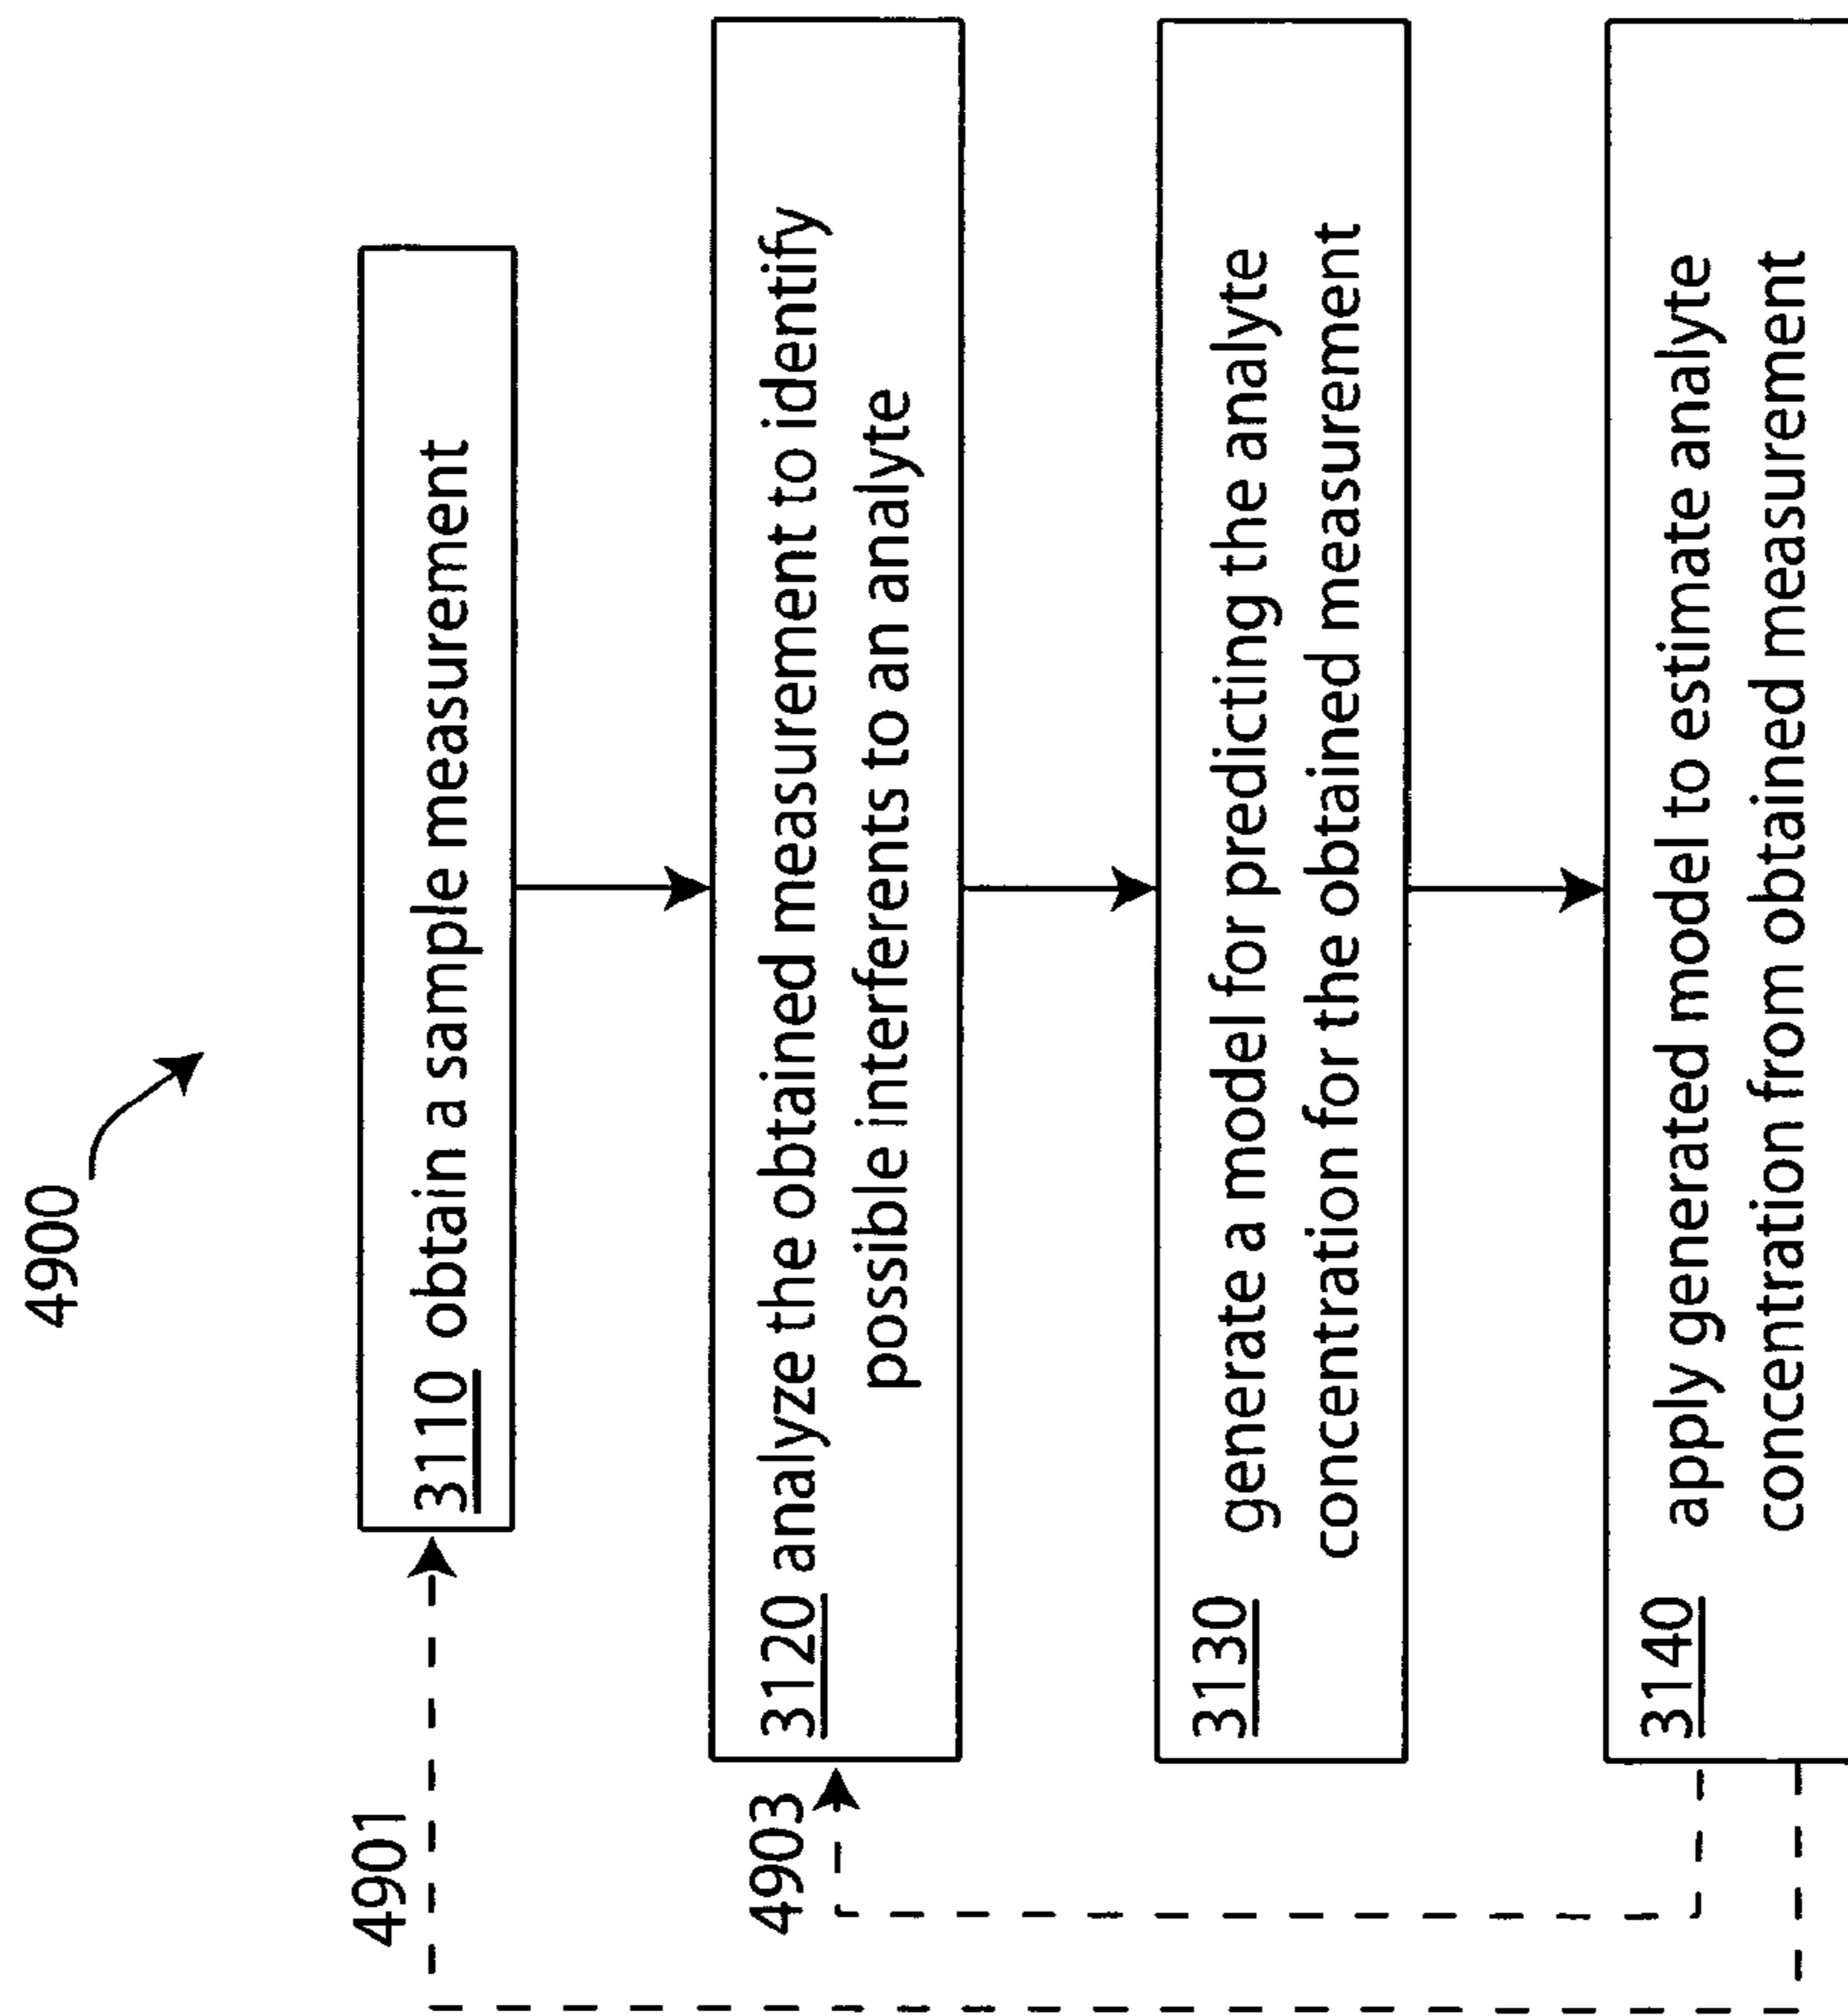 4900
4901
3110 obtain a sample measurement
4903
3120 analyze the obtained measurement to identify
possible interferents to an analyte
3130 generate a model for predicting the analyte
concentration for the obtained measurement
3140 apply generated model to estimate analyte
concentration from obtained measurement